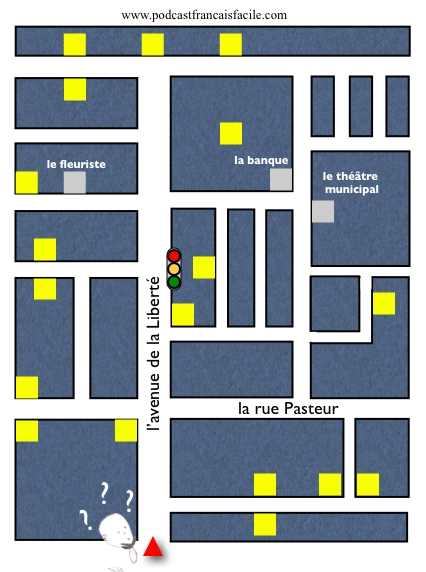 www.podcastfrancaisfacile.com
le fleuriste
la banque
le théâtre
municipal
l'avenue de la Liberté
la rue Pasteur
? ? ?